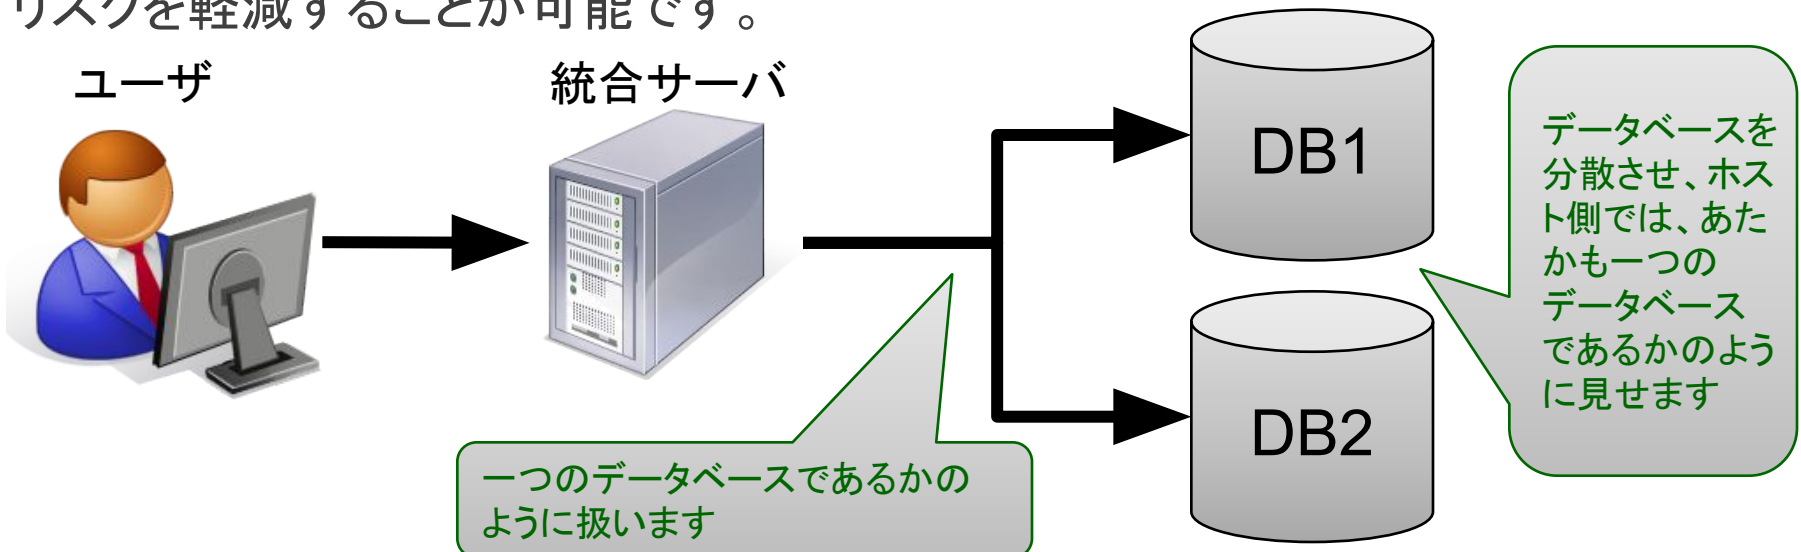 リスクを軽減することが可能です。
ユーザ
統合サーバ
DB1
DB2
データベースを
分散させ、ホス
ト側では、あた
かも一つの
データベース
であるかのよう
に見せます
一つのデータベースであるかの
ように扱います